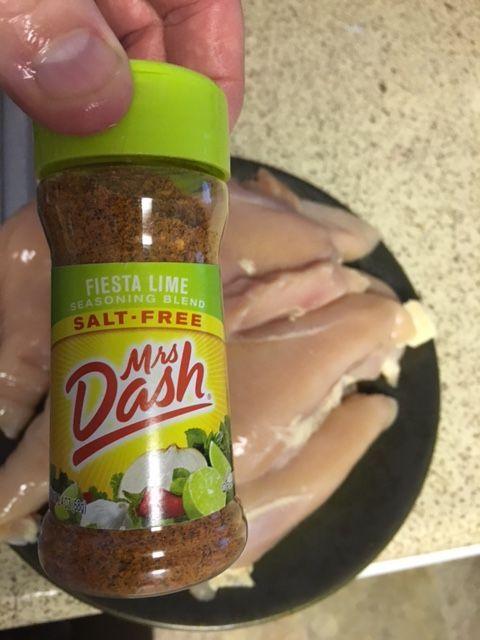 FIESTA LIME
SEASONING BLEND
SALT-FREE
Mrs
Dash